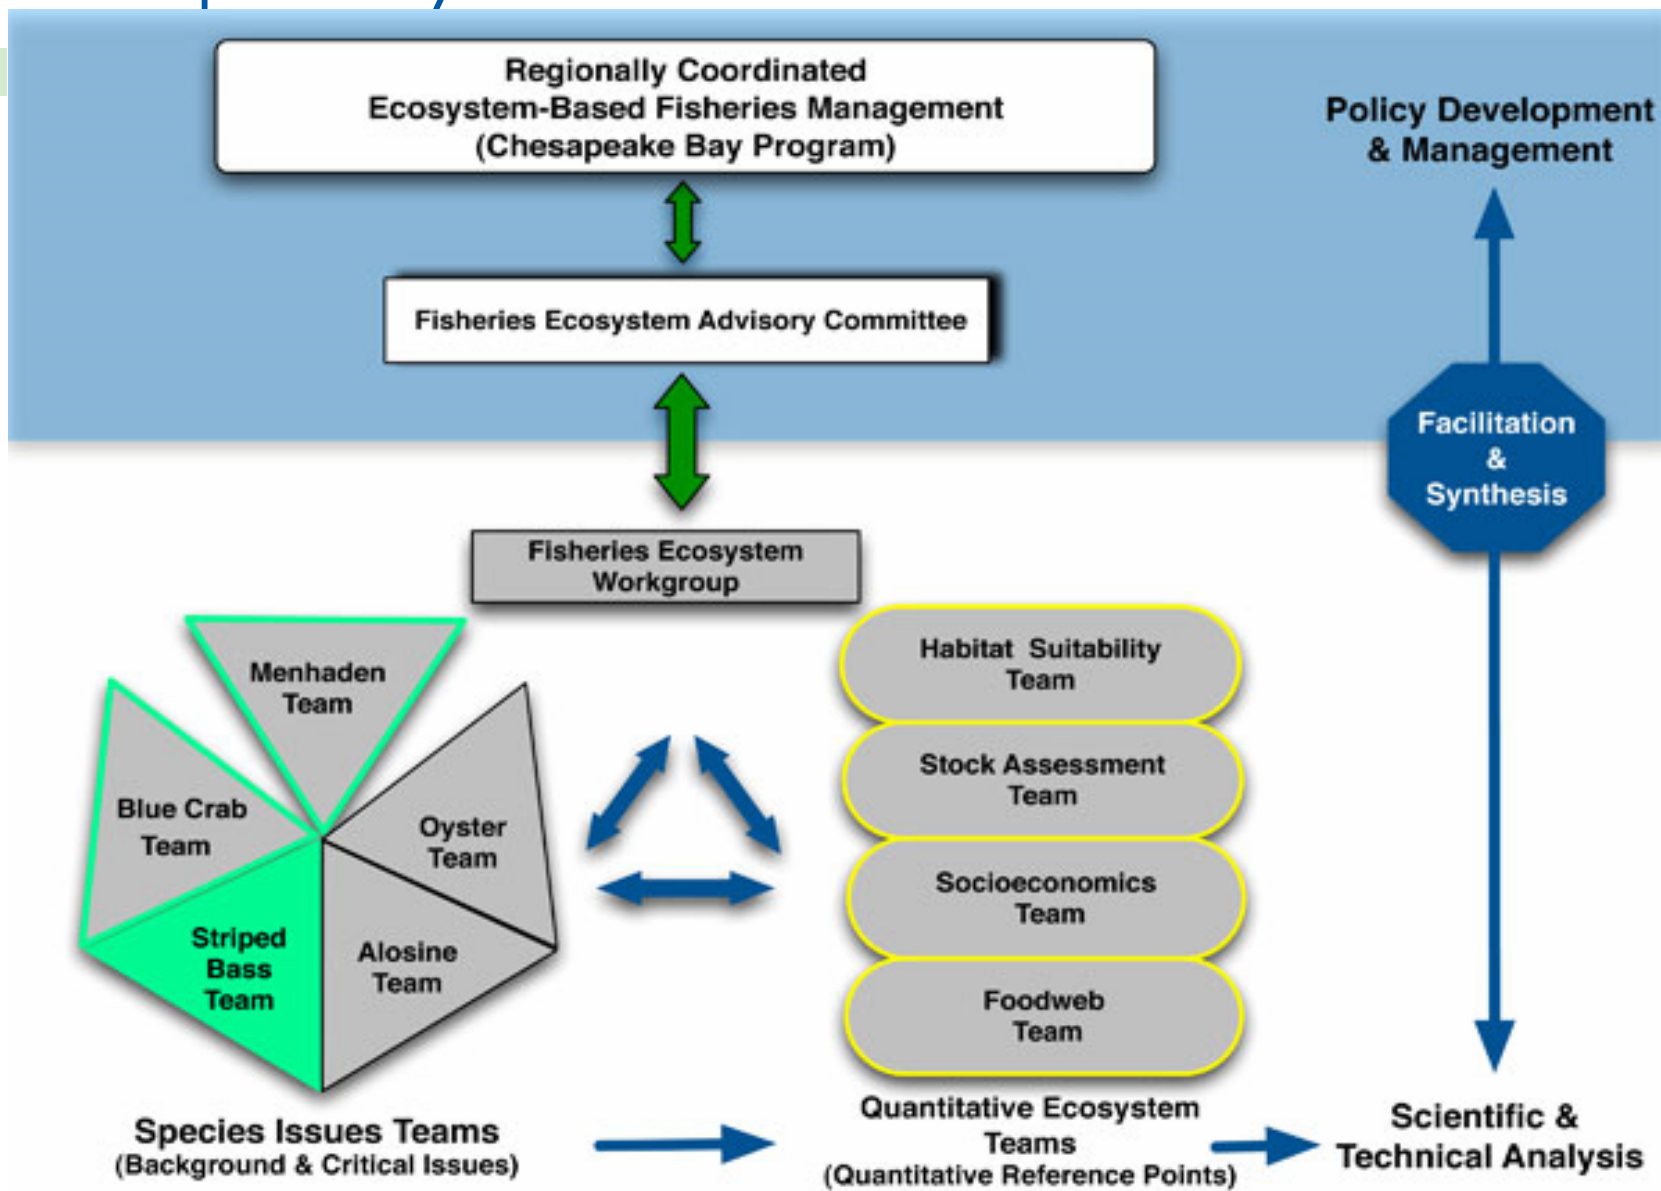 Regionally Coordinated
Ecosystem-Based Fisheries Management
(Chesapeake Bay Program)
Policy Development
& Management
Fisheries Ecosystem Advisory Committee
Facilitation
&
Synthesis
Fisheries Ecosystem
Workgroup
Menhaden
Team
Blue Crab
Team
Oyster
Team
Striped
Bass
Team
Alosine
Team
Habitat Suitability
Team
Stock Assessment
Team
Socioeconomics
Team
Foodweb
Team
Species Issues Teams
(Background & Critical Issues)
Quantitative Ecosystem
Teams
(Quantitative Reference Points)
Scientific &
Technical Analysis